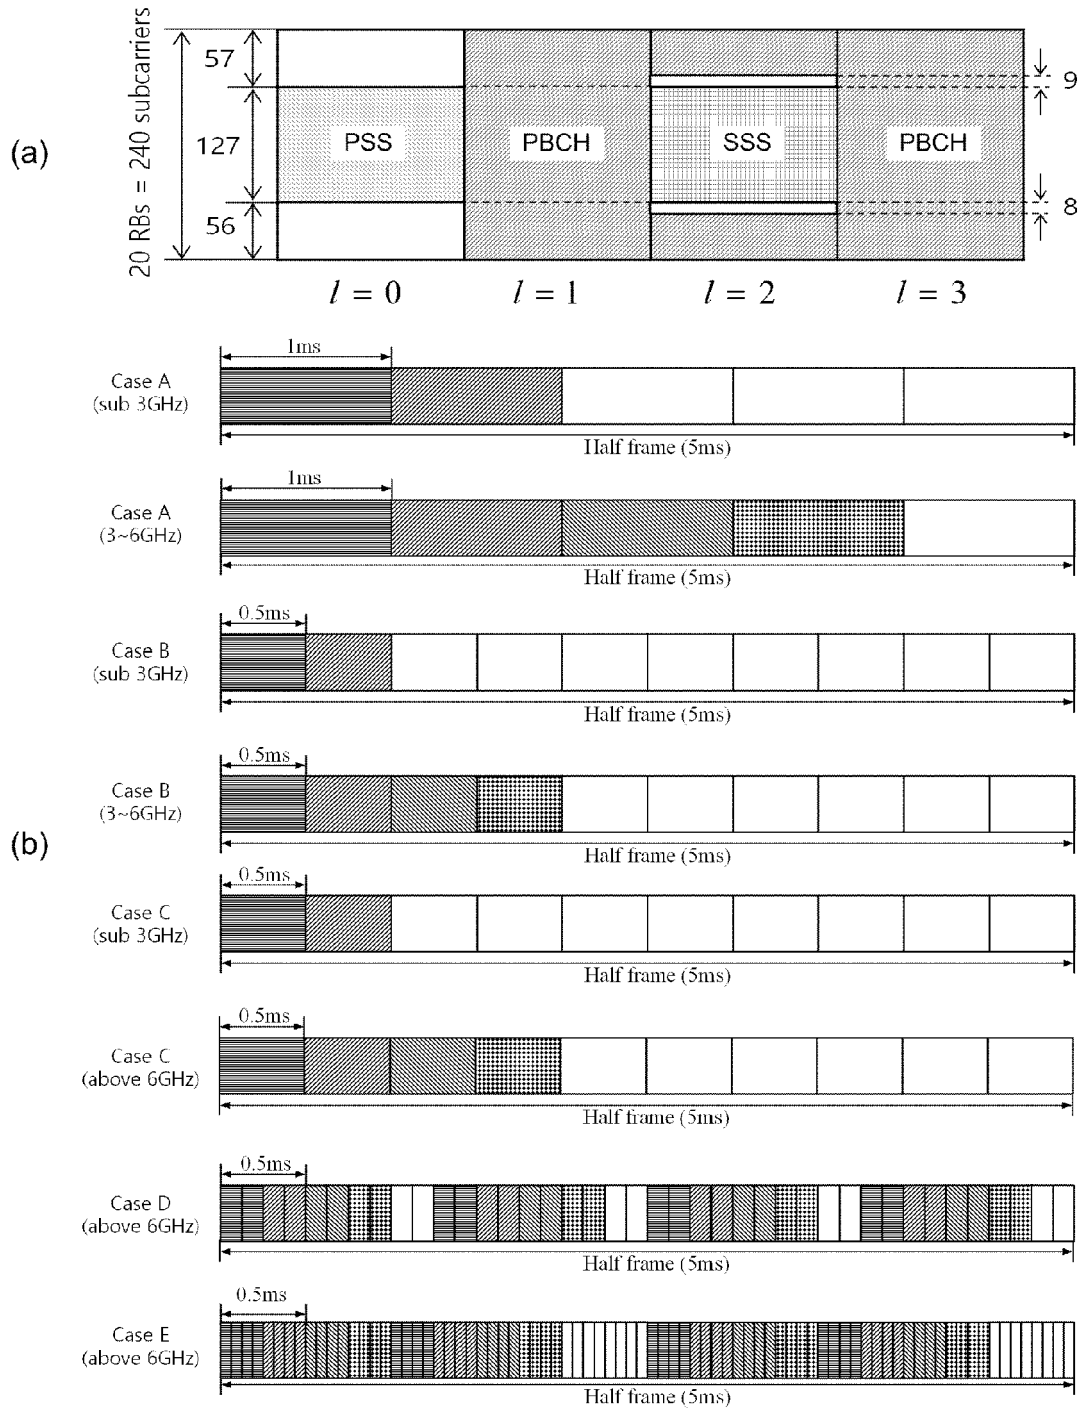 (a)
20 RBs = 240 subcarriers
57
127
56
PSS
PBCH
SSS
PBCH
9
8
l = 0
l = 1
l = 2
l = 3
(b)
1ms
Case A
(sub 3GHz)
Half frame (5ms)
1ms
Case A
(3~6GHz)
Half frame (5ms)
0.5ms
Case B
(sub 3GHz)
Half frame (5ms)
0.5ms
Case B
(3~6GHz)
Half frame (5ms)
0.5ms
Case C
(sub 3GHz)
Half frame (5ms)
0.5ms
Case C
(above 6GHz)
Half frame (5ms)
0.5ms
Case D
(above 6GHz)
Half frame (5ms)
0.5ms
Case E
(above 6GHz)
Half frame (5ms)